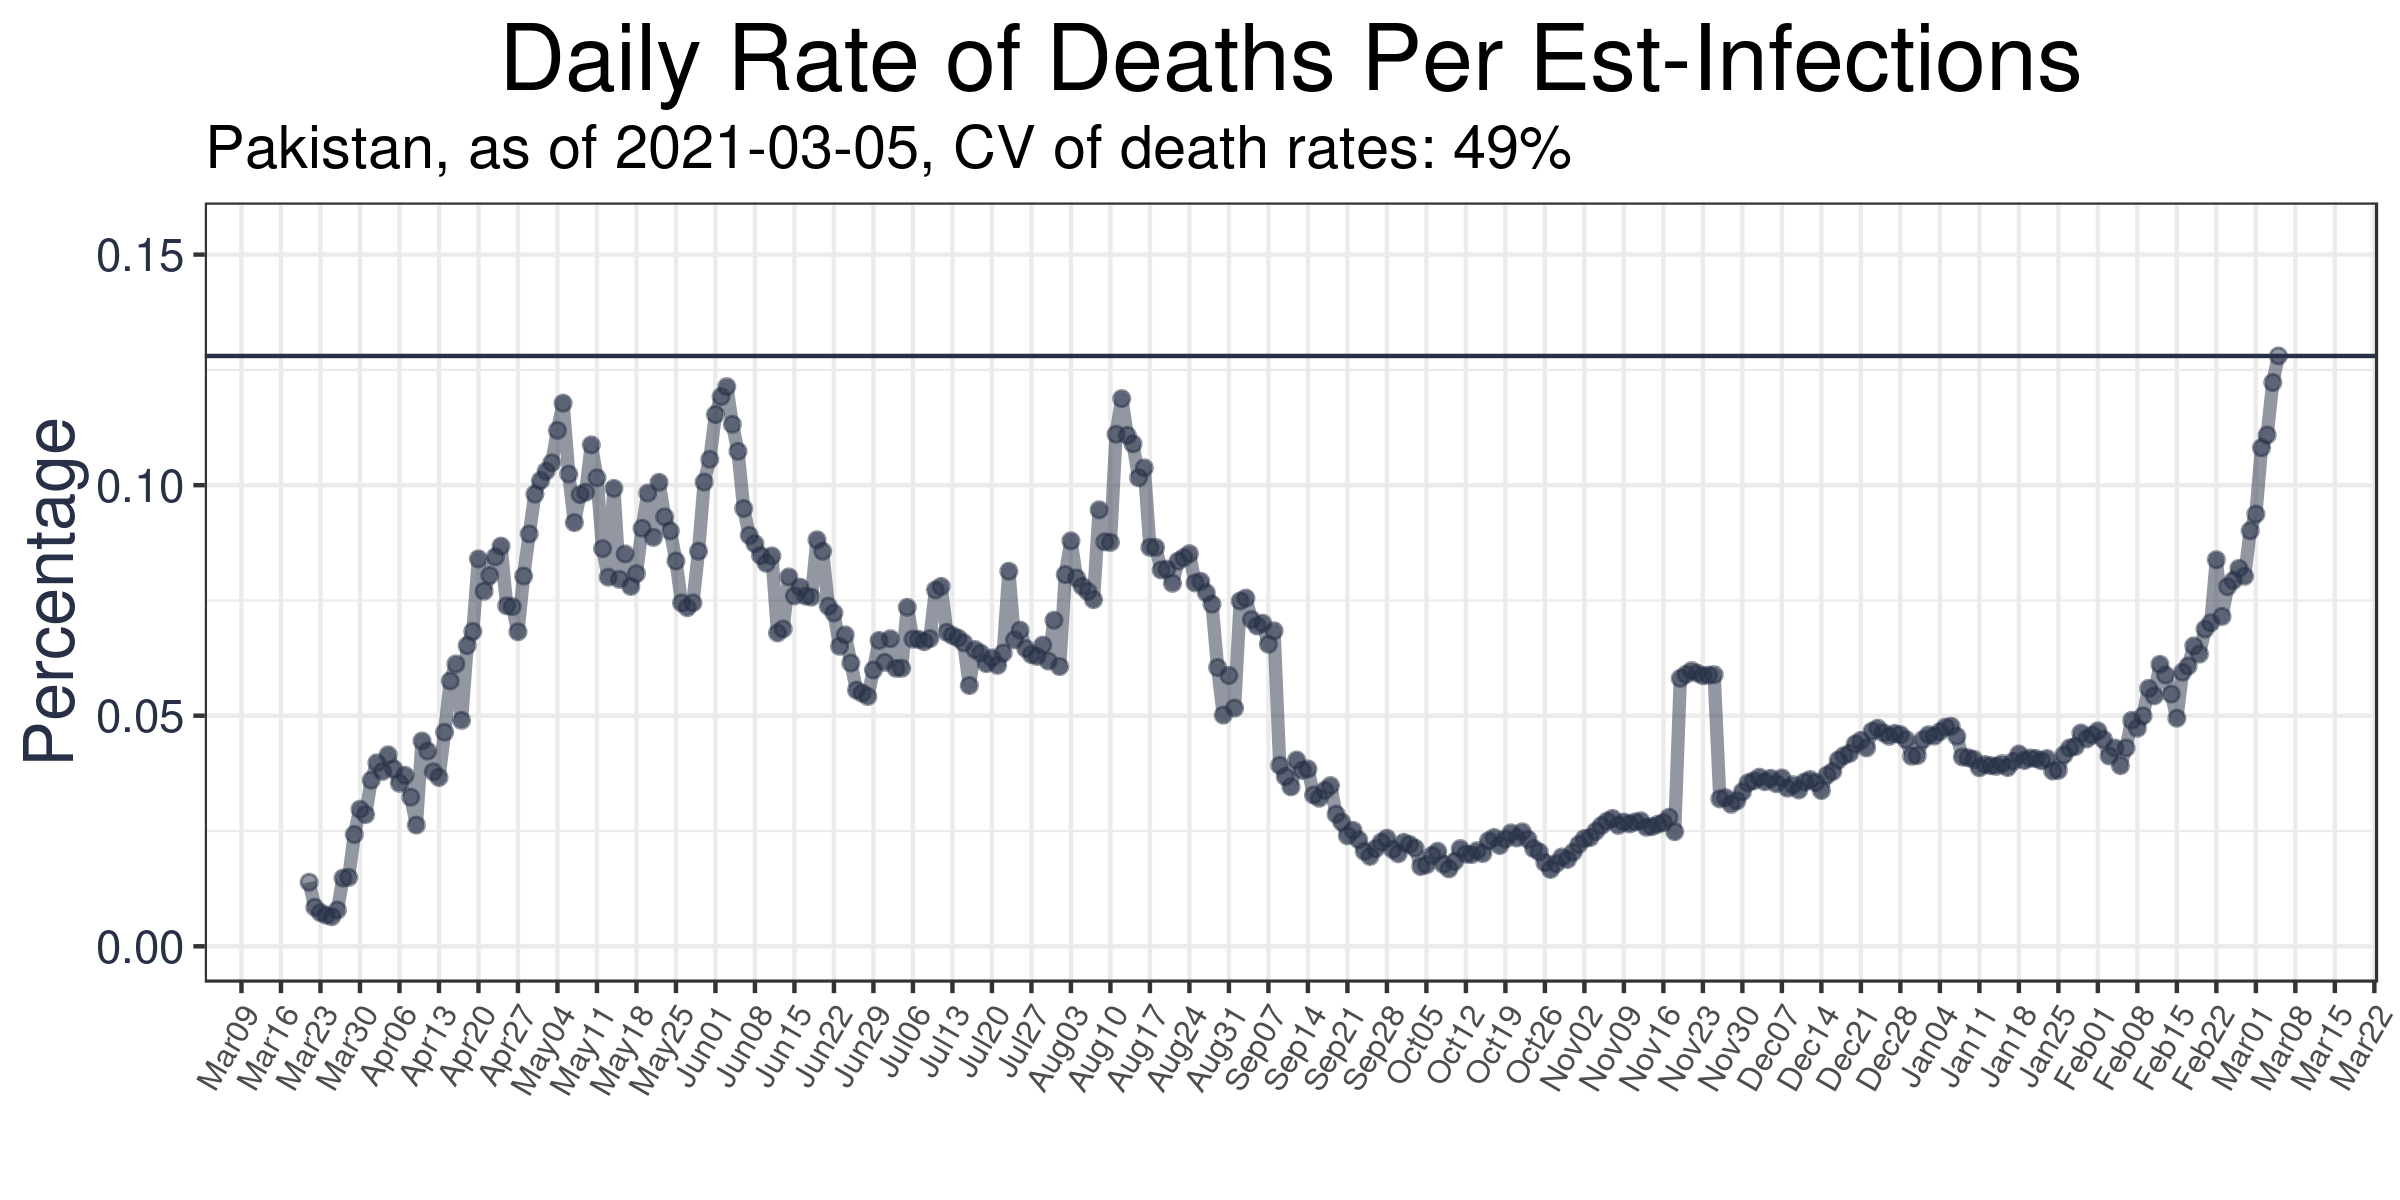 Daily Rate of Deaths Per Est-Infections
Pakistan, as of 2021-03-05, CV of death rates: 49%
Percentage
0.15
0.10
0.05
0.00
Mar09
Mar16
Mar23
Mar30
Apr06
Apr13
Apr20
Apr27
May04
May11
May18
May25
Jun01
Jun08
Jun15
Jun22
Jun29
Jul06
Jul13
Jul20
Jul27
Aug03
Aug10
Aug17
Aug24
Aug31
Sep07
Sep14
Sep21
Sep28
Oct05
Oct12
Oct19
Oct26
Nov02
Nov09
Nov16
Nov23
Nov30
Dec07
Dec14
Dec21
Dec28
Jan04
Jan11
Jan18
Jan25
Feb01
Feb08
Feb15
Feb22
Mar01
Mar08
Mar15
Mar22